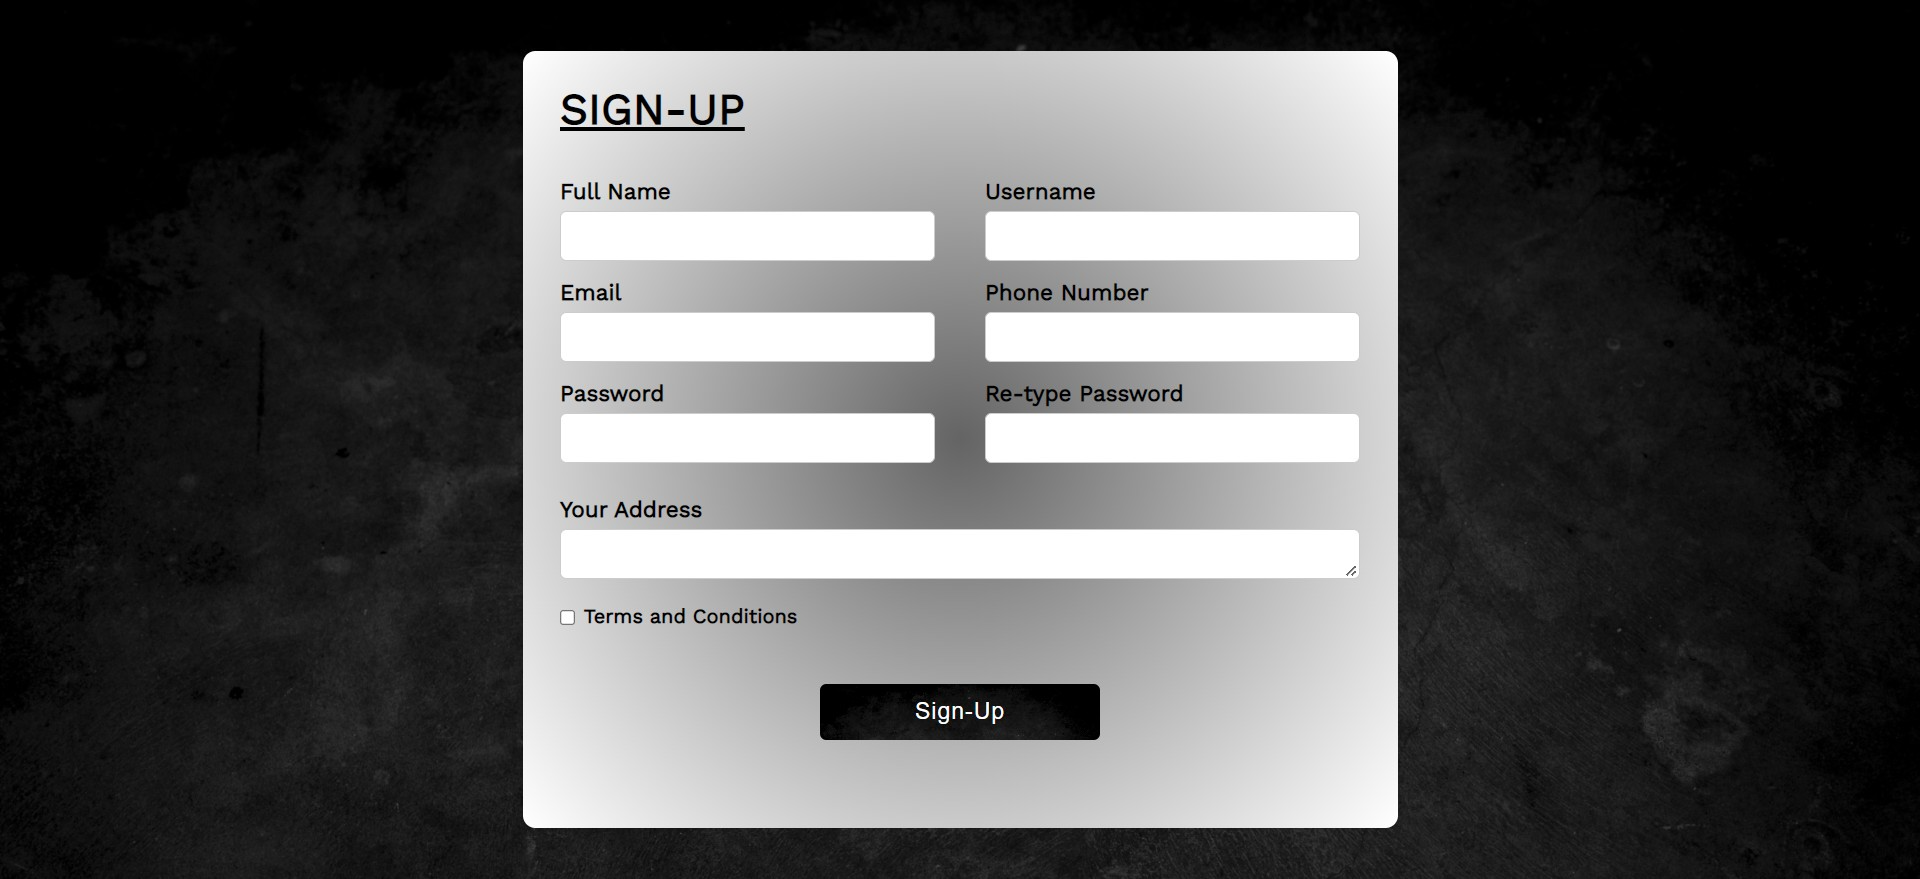 SIGN-UP
Full Name
Username
Email
Phone Number
Password
Re-type Password
Your Address
Terms and Conditions
Sign-Up